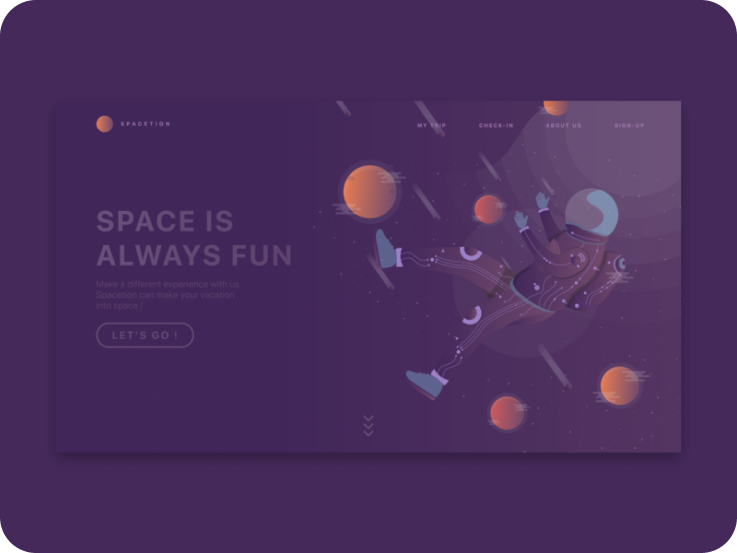 SPACETION
MY TRIP CHECK-IN ABOUT US SIGN-UP
SPACE IS
ALWAYS FUN
Make a different experience with us
Spacetion can make your vacation
into space !
LET'S GO !